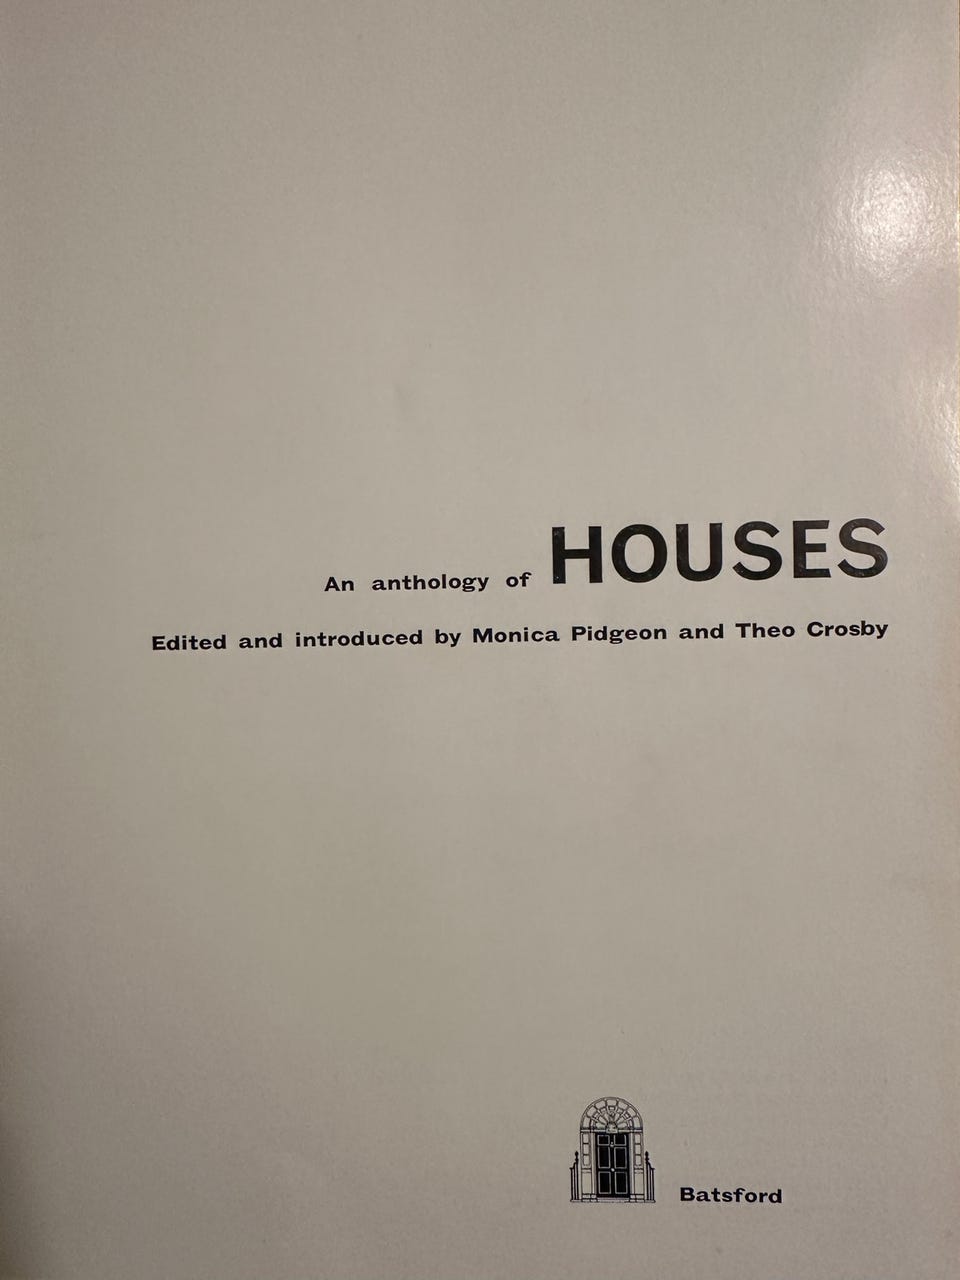 An anthology of HOUSES
Edited and introduced by Monica Pidgeon and Theo Crosby
Batsford